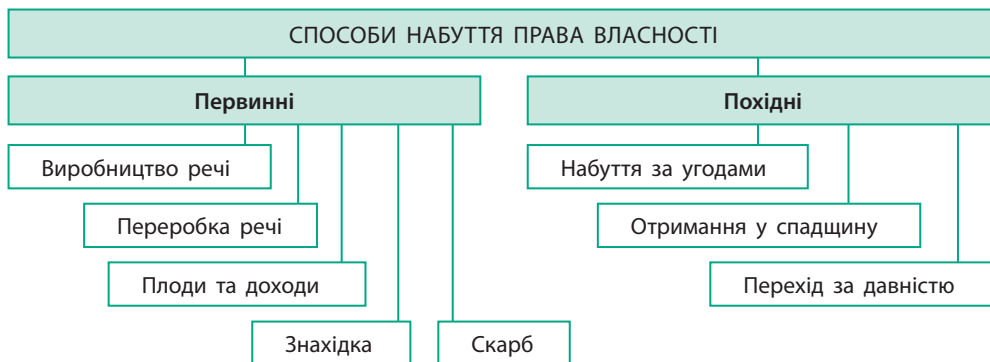 СПОСОБИ НАБУТТЯ ПРАВА ВЛАСНОСТІ
Первинні
Виробництво речі
Переробка речі
Плоди та доходи
Знахідка
Скарб
Похідні
Набуття за угодами
Отримання у спадщину
Перехід за давністю